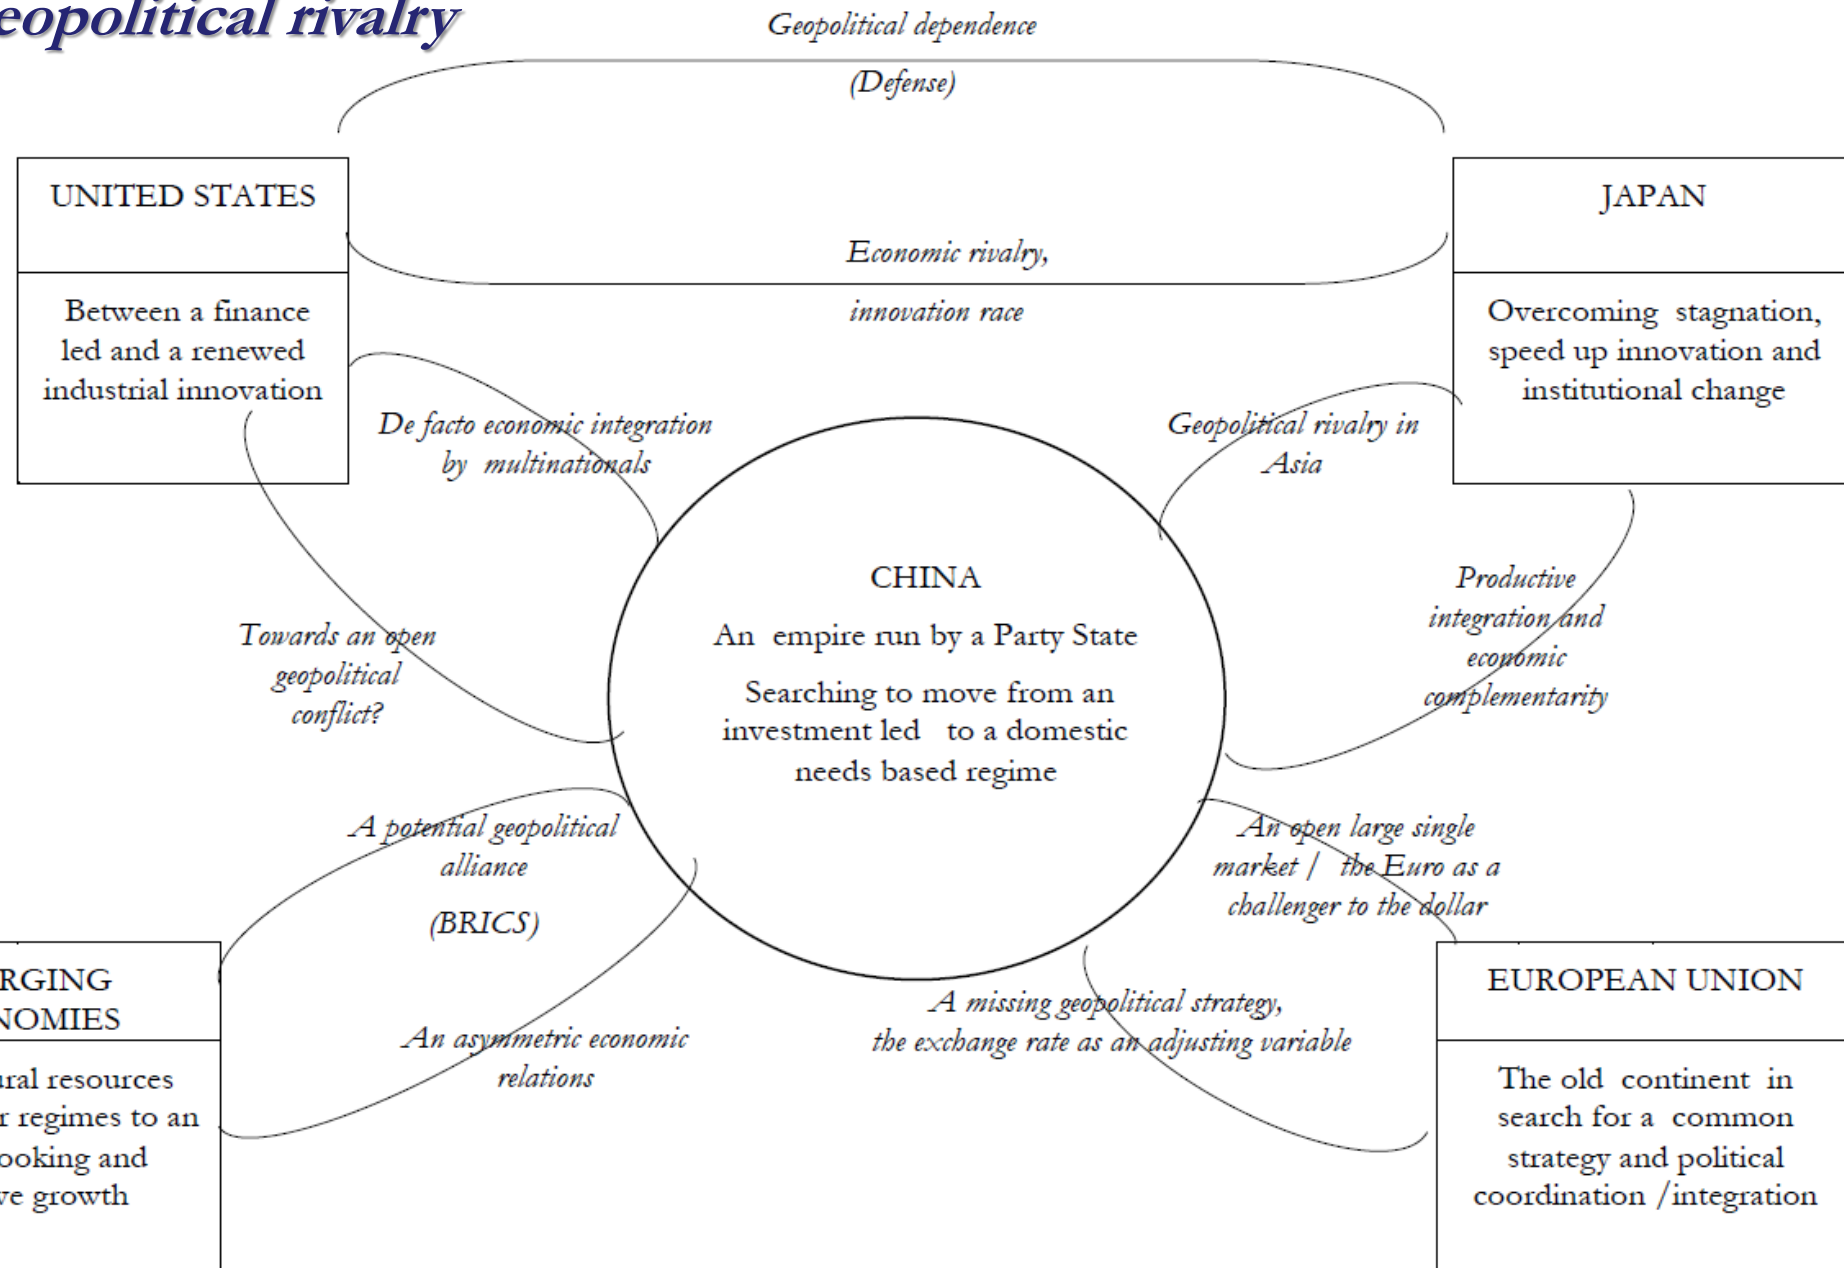 eopolitical rivalry
Geopolitical dependence
(Defense)
UNITED STATES
JAPAN
Economic rivalry,
innovation race
Between a finance
led and a renewed
industrial innovation
Overcoming stagnation,
speed up innovation and
institutional change
De facto economic integration
by multinationals
Geopolitical rivalry in
Asia
CHINA
An empire run by a Party State
Searching to move from an
investment led to a domestic
needs based regime
Productive
integration and
economic
complementarity
Towards an open
geopolitical
conflict?
A potential geopolitical
alliance
(BRICS)
An open large single
market / the Euro as a
challenger to the dollar
RGING
NOMIES
EUROPEAN UNION
A missing geopolitical strategy,
the exchange rate as an adjusting variable
An asymmetric economic
relations
ural resources
r regimes to an
ooking and
ve growth
The old continent in
search for a common
strategy and political
coordination /integration